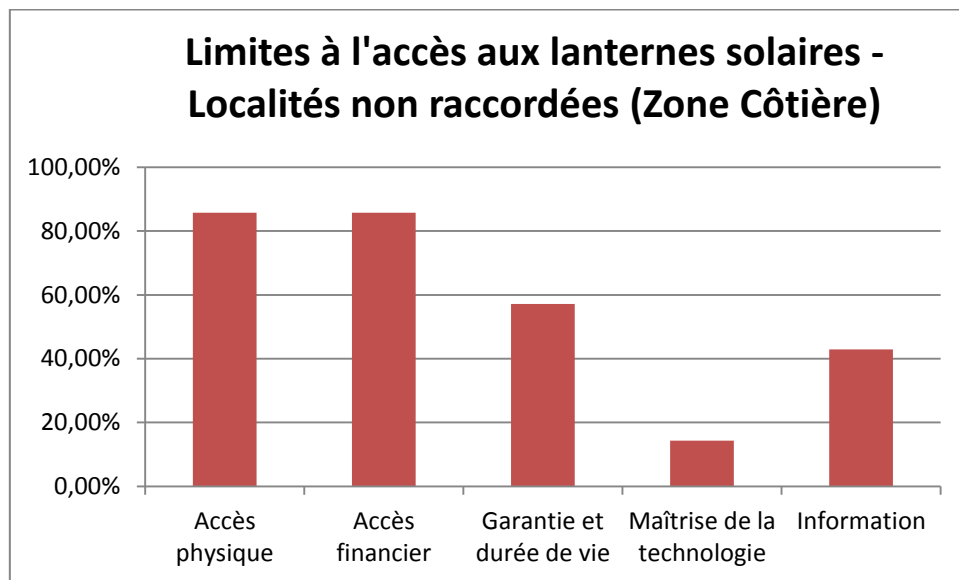 Limites à l'accès aux lanternes solaires -
Localités non raccordées (Zone Côtière)
100,00%
80,00%
60,00%
40,00%
20,00%
0,00%
Accès
physique
Accès
financier
Garantie et
durée de vie
Maîtrise de la
technologie
Information